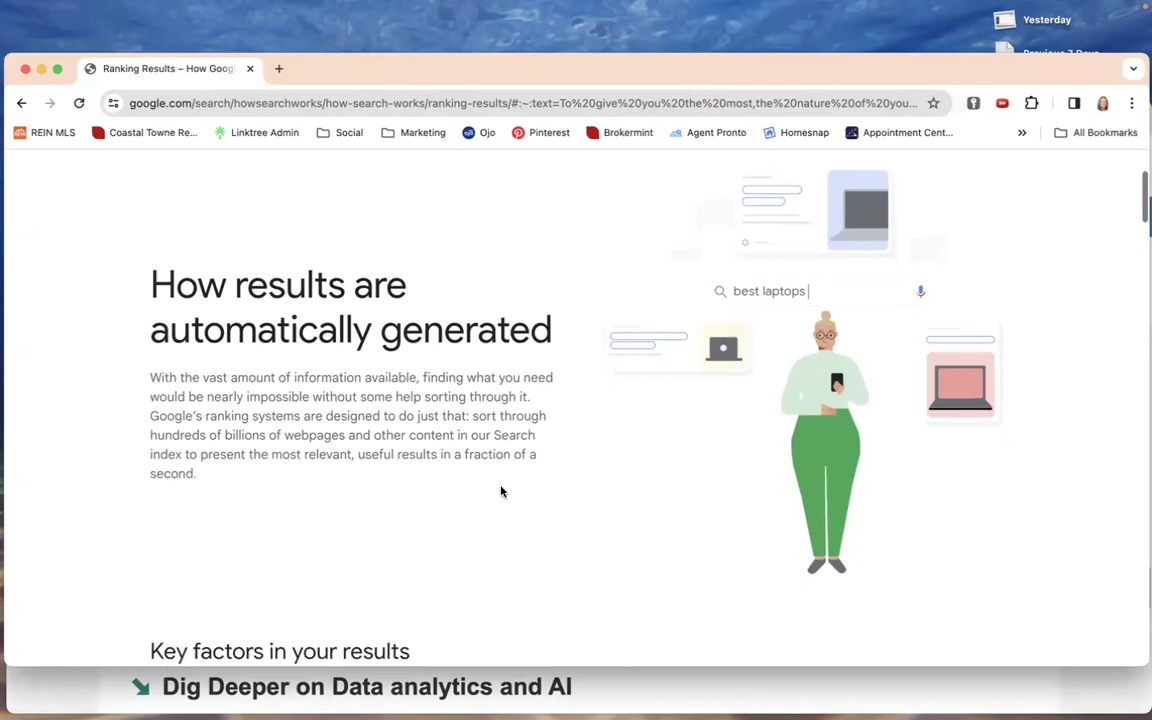 Yesterday
Previous 7 Days
Ranking Results – How Goog
google.com/search/howsearchworks/how-search-works/ranking-results/#:~:text=To%20give%20you%20the%20most,the%20nature%20of%20you...
REIN MLS
Coastal Towne Re...
Linktree Admin
Social
Marketing
Ojo
Pinterest
Brokermint
Agent Pronto
Homesnap
Appointment Cent...
»
All Bookmarks
best laptops
How results are
automatically generated
With the vast amount of information available, finding what you need
would be nearly impossible without some help sorting through it.
Google’s ranking systems are designed to do just that: sort through
hundreds of billions of webpages and other content in our Search
index to present the most relevant, useful results in a fraction of a
second.
Key factors in your results
Dig Deeper on Data analytics and AI